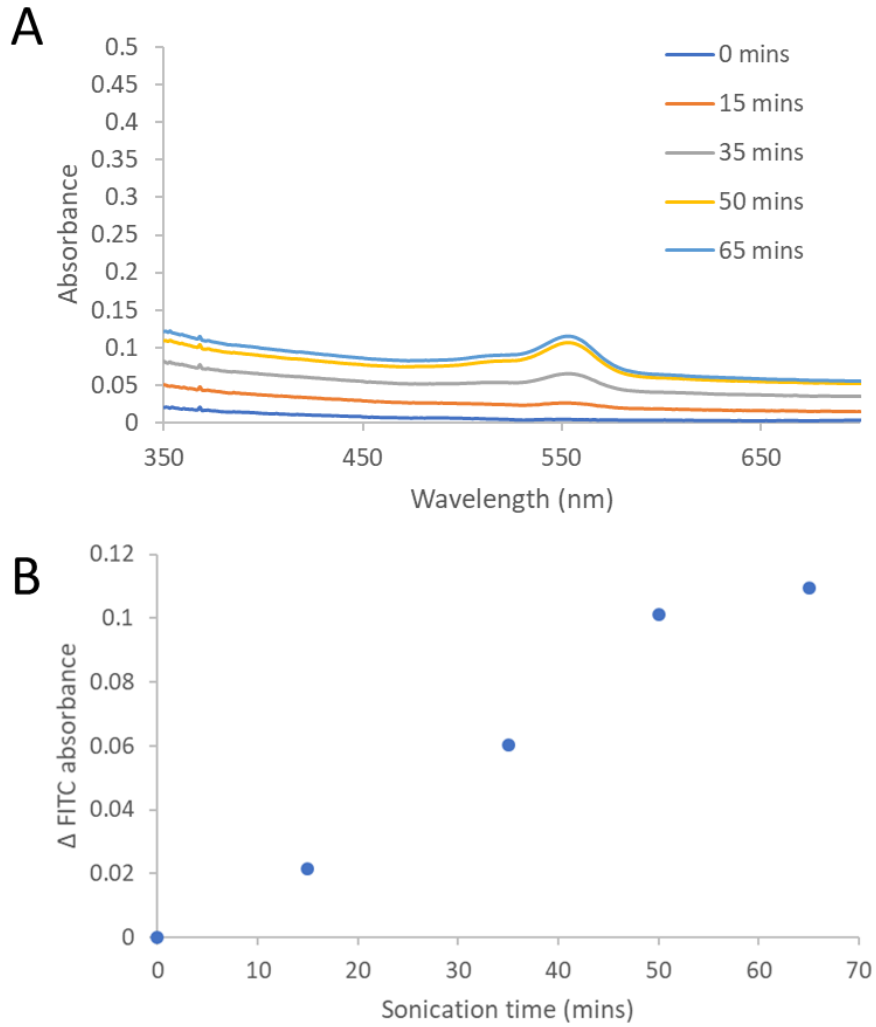 A
0.5
0.45
0.4
0.35
0.3
0.25
0.2
0.15
0.1
0.05
0
Absorbance
350
450
550
650
Wavelength (nm)
0 mins
15 mins
35 mins
50 mins
65 mins
B
0.12
0.1
0.08
0.06
0.04
0.02
0
Δ FITC absorbance
0
10
20
30
40
50
60
70
Sonication time (mins)